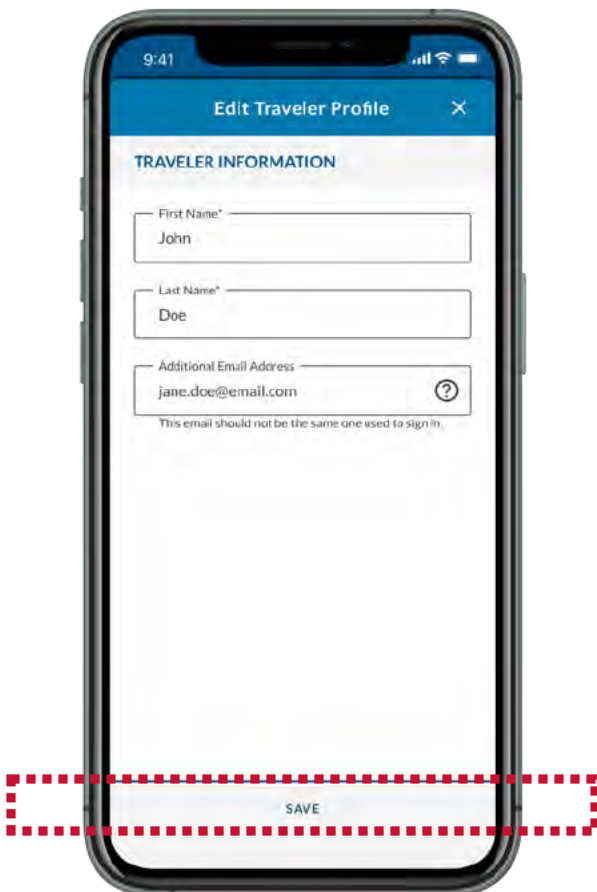 9:41
Edit Traveler Profile
TRAVELER INFORMATION
First Name*
John
Last Name*
Doe
Additional Email Address
jane.doe@email.com
This email should not be the same one used to sign in.
SAVE